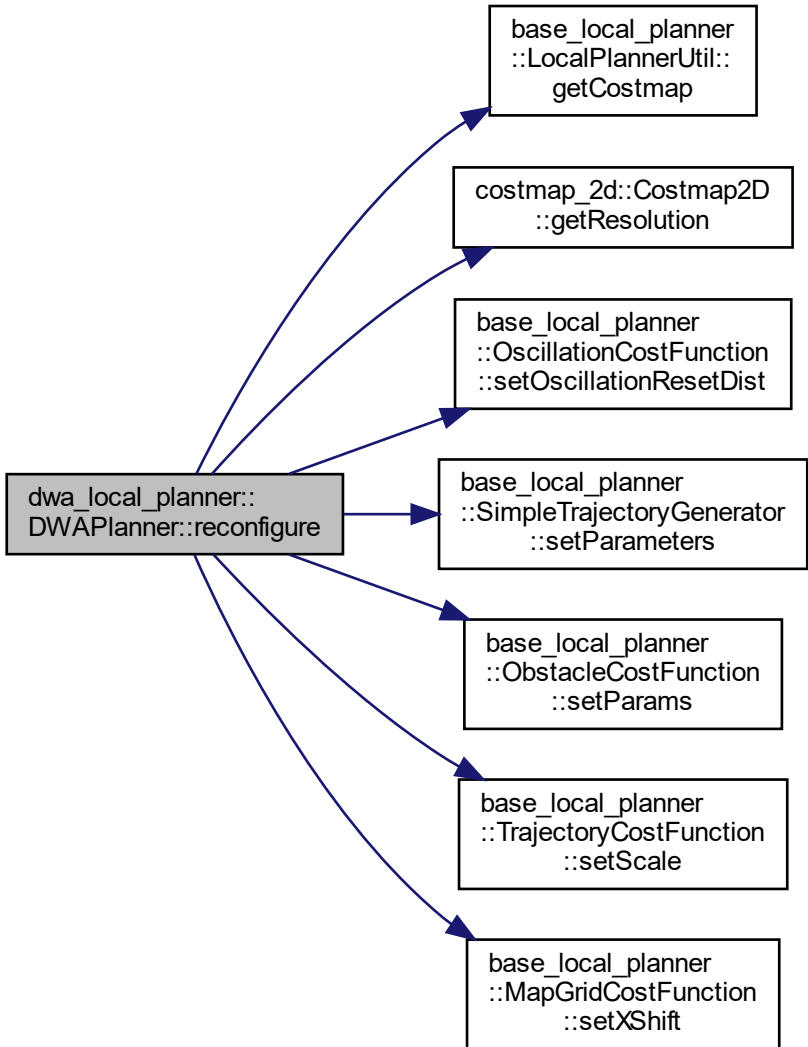 base_local_planner
::LocalPlannerUtil::
getCostmap
costmap_2d::Costmap2D
::getResolution
base_local_planner
::OscillationCostFunction
::setOscillationResetDist
dwa_local_planner::
DWAPlanner::reconfigure
base_local_planner
::SimpleTrajectoryGenerator
::setParameters
base_local_planner
::ObstacleCostFunction
::setParams
base_local_planner
::TrajectoryCostFunction
::setScale
base_local_planner
::MapGridCostFunction
::setXShift